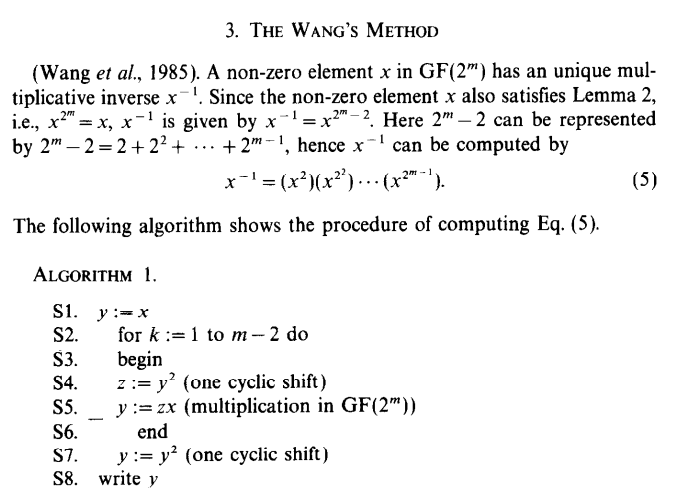 3. THE WANG'S METHOD
(Wang et al., 1985). A non-zero element x in GF(2^m) has an unique mul-
tiplicative inverse x^{-1}. Since the non-zero element x also satisfies Lemma 2,
i.e., x^{2^m} = x, x^{-1} is given by x^{-1} = x^{2^m - 2}. Here 2^m - 2 can be represented
by 2^m - 2 = 2 + 2^2 + ⋯ + 2^{m-1}, hence x^{-1} can be computed by
x^{-1} = (x^2)(x^{2^2}) ⋯ (x^{2^{m-1}}). (5)
The following algorithm shows the procedure of computing Eq. (5).
ALGORITHM 1.
S1. y := x
S2. for k := 1 to m - 2 do
S3. begin
S4. z := y^2 (one cyclic shift)
S5. y := zx (multiplication in GF(2^m))
S6. end
S7. y := y^2 (one cyclic shift)
S8. write y